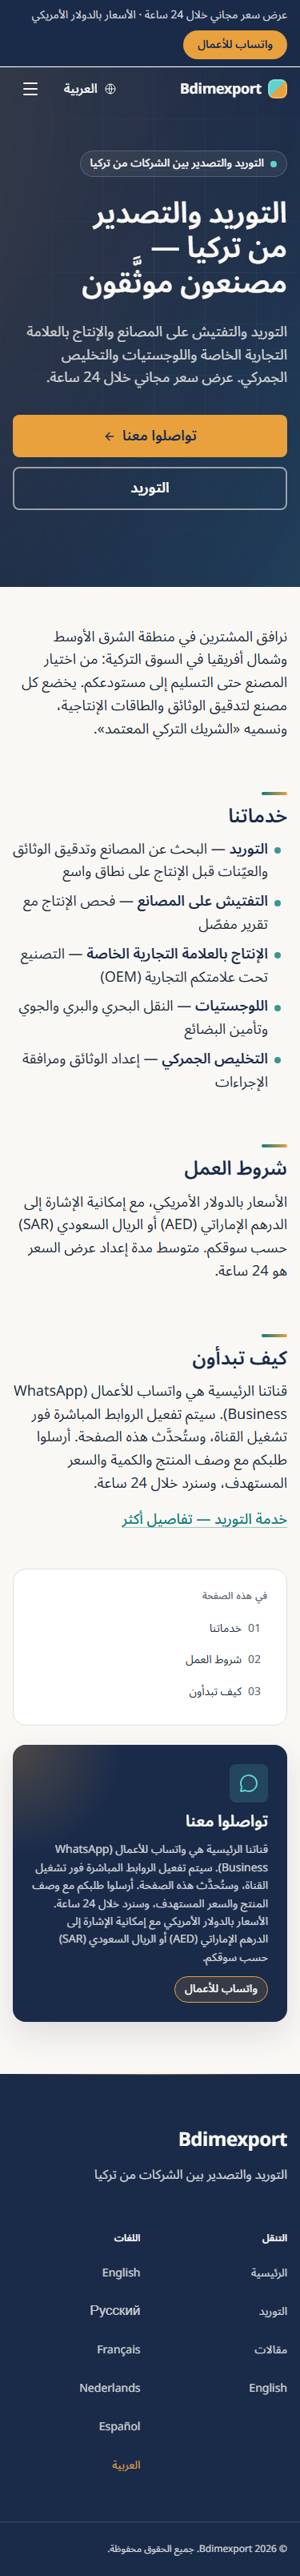 عرض سعر مجاني خلال 24 ساعة · الأسعار بالدولار الأمريكي
واتساب للأعمال
Bdimexport
العربية
التوريد والتصدير بين الشركات من تركيا
التوريد والتصدير
من تركيا —
مصنعون موثَّقون
التوريد والتفتيش على المصانع والإنتاج بالعلامة
التجارية الخاصة واللوجستيات والتخليص
الجمركي. عرض سعر مجاني خلال 24 ساعة.
تواصلوا معنا ←
التوريد
نرافق المشترين في منطقة الشرق الأوسط
وشمال أفريقيا في السوق التركية: من اختيار
المصنع حتى التسليم إلى مستودعكم. يخضع كل
مصنع لتدقيق الوثائق والطاقات الإنتاجية،
ونسميه «الشريك التركي المعتمد».
خدماتنا
التوريد — البحث عن المصانع وتدقيق الوثائق
والعيّنات قبل الإنتاج على نطاق واسع
التفتيش على المصانع — فحص الإنتاج مع
تقرير مفصّل
الإنتاج بالعلامة التجارية الخاصة — التصنيع
تحت علامتكم التجارية (OEM)
اللوجستيات — النقل البحري والبري والجوي
وتأمين البضائع
التخليص الجمركي — إعداد الوثائق ومرافقة
الإجراءات
شروط العمل
الأسعار بالدولار الأمريكي، مع إمكانية الإشارة إلى
الدرهم الإماراتي (AED) أو الريال السعودي (SAR)
حسب سوقكم. متوسط مدة إعداد عرض السعر
هو 24 ساعة.
كيف تبدأون
قناتنا الرئيسية هي واتساب للأعمال (WhatsApp
Business). سيتم تفعيل الروابط المباشرة فور
تشغيل القناة، وستُحدَّث هذه الصفحة. أرسلوا
طلبكم مع وصف المنتج والكمية والسعر
المستهدف، وسنرد خلال 24 ساعة.
خدمة التوريد — تفاصيل أكثر
في هذه الصفحة
01 خدماتنا
02 شروط العمل
03 كيف تبدأون
تواصلوا معنا
قناتنا الرئيسية هي واتساب للأعمال (WhatsApp
Business). سيتم تفعيل الروابط المباشرة فور تشغيل
القناة، وستُحدَّث هذه الصفحة. أرسلوا طلبكم مع وصف
المنتج والسعر المستهدف، وسنرد خلال 24 ساعة.
الأسعار بالدولار الأمريكي مع إمكانية الإشارة إلى
الدرهم الإماراتي (AED) أو الريال السعودي (SAR)
حسب سوقكم.
واتساب للأعمال
Bdimexport
التوريد والتصدير بين الشركات من تركيا
التنقل
الرئيسية
التوريد
مقالات
English
اللغات
English
Русский
Français
Nederlands
Español
العربية
© 2026 Bdimexport. جميع الحقوق محفوظة.